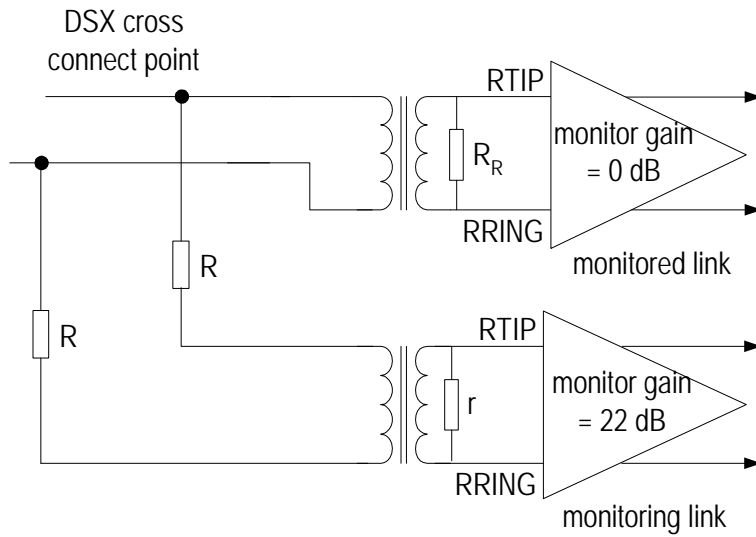 DSX cross
connect point
RTIP
monitor gain
= 0 dB
RR
RRING
monitored link
R
R
RTIP
monitor gain
= 22 dB
r
RRING
monitoring link